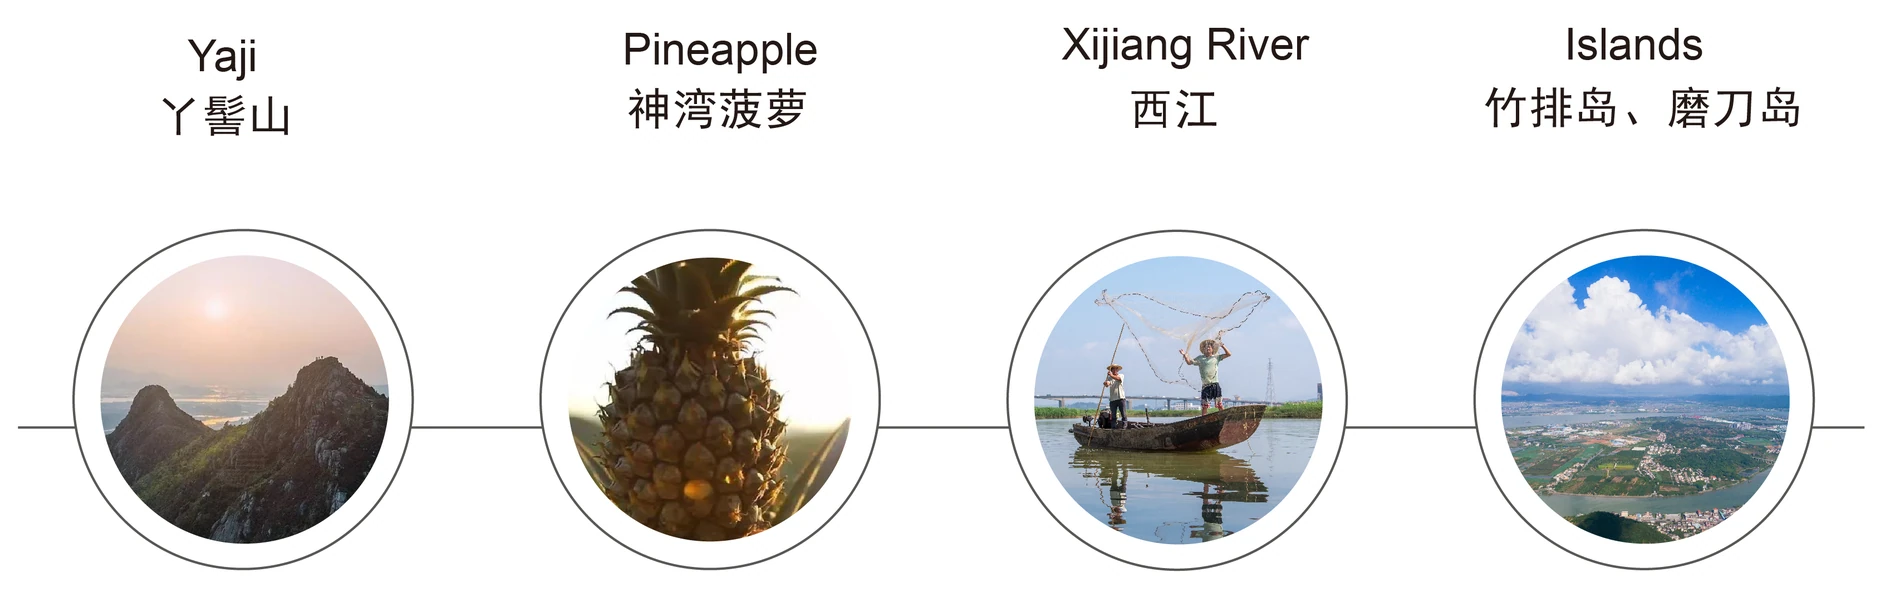 Yaji
丫髻山
Pineapple
神湾菠萝
Xijiang River
西江
Islands
竹排岛、磨刀岛